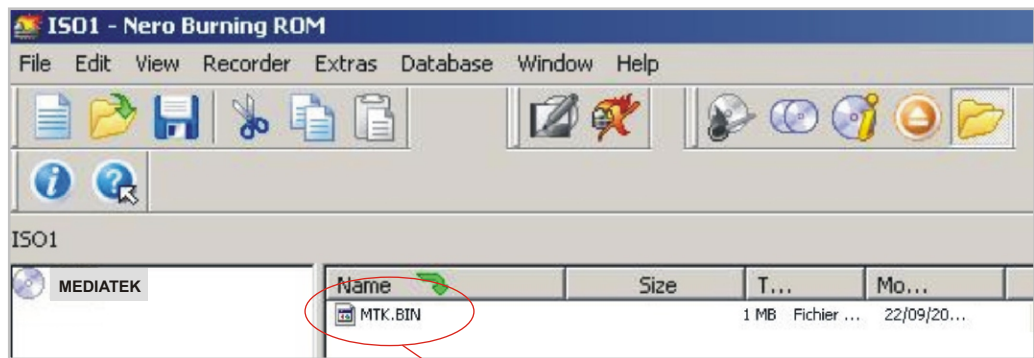 ISO1 - Nero Burning ROM
File Edit View Recorder Extras Database Window Help
ISO1
MEDIATEK
Name Size T... Mo...
MTK.BIN 1 MB Fichier ... 22/09/20...